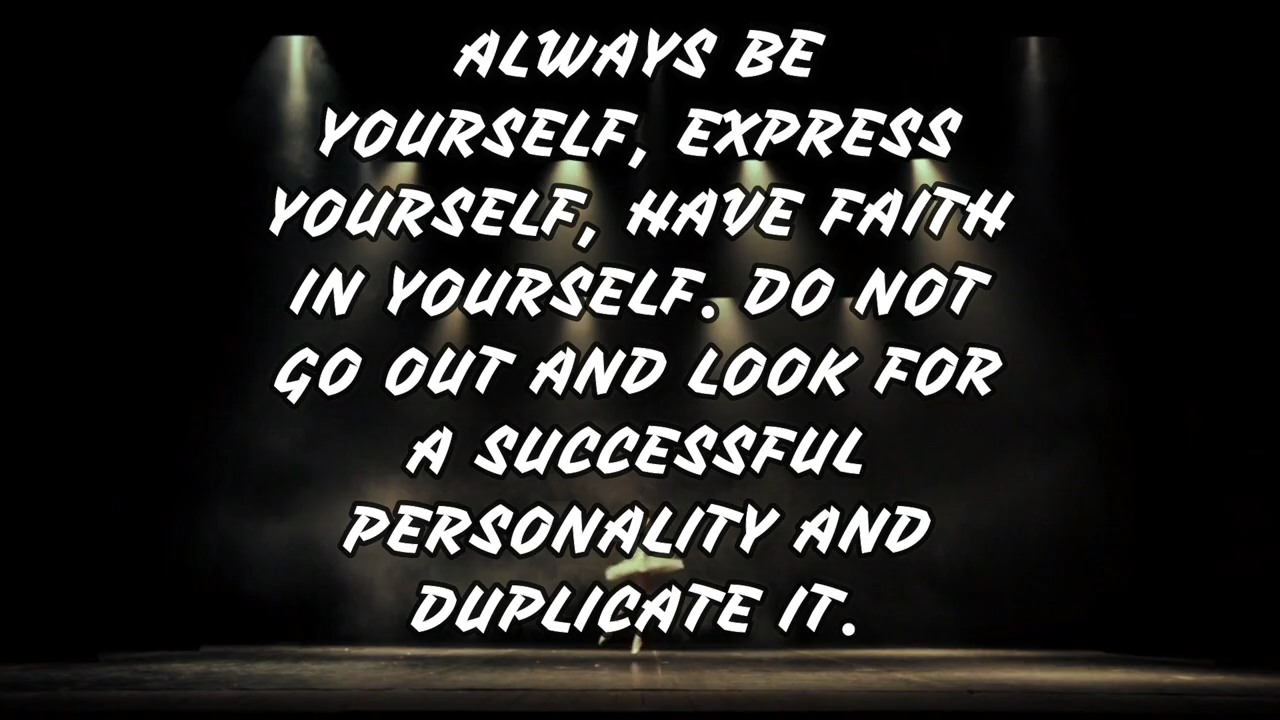 ALWAYS BE
YOURSELF, EXPRESS
YOURSELF, HAVE FAITH
IN YOURSELF. DO NOT
GO OUT AND LOOK FOR
A SUCCESSFUL
PERSONALITY AND
DUPLICATE IT.